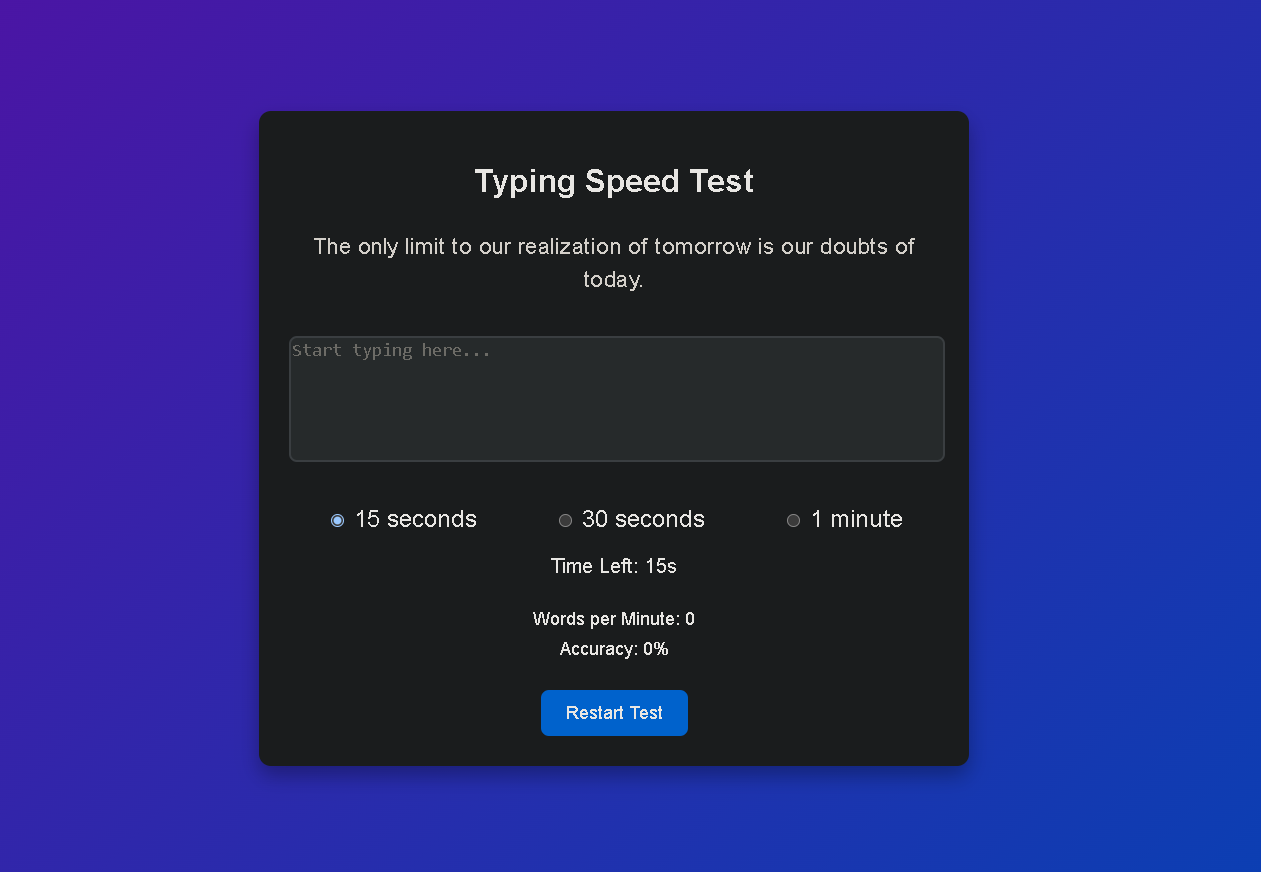 Typing Speed Test
The only limit to our realization of tomorrow is our doubts of
today.
Start typing here...
15 seconds
30 seconds
1 minute
Time Left: 15s
Words per Minute: 0
Accuracy: 0%
Restart Test